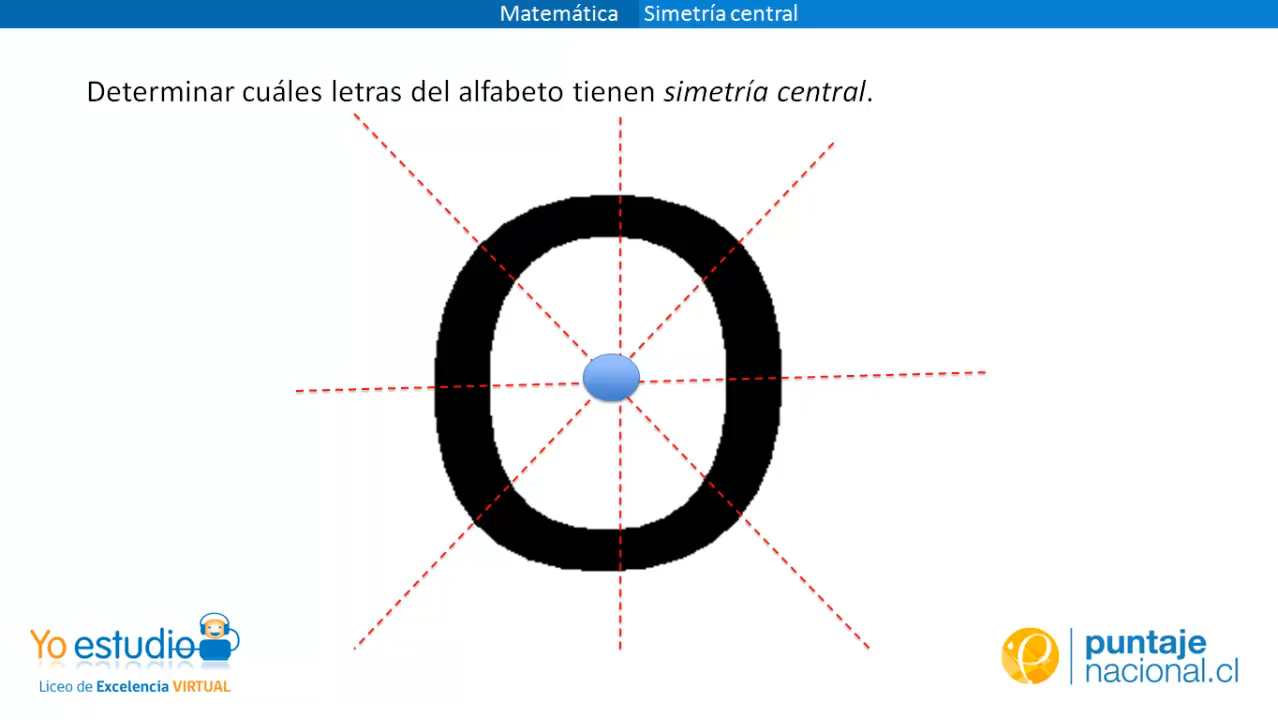 Matemática Simetría central
Determinar cuáles letras del alfabeto tienen simetría central.
O
Yo estudio
Liceo de Excelencia VIRTUAL
puntaje
nacional.cl